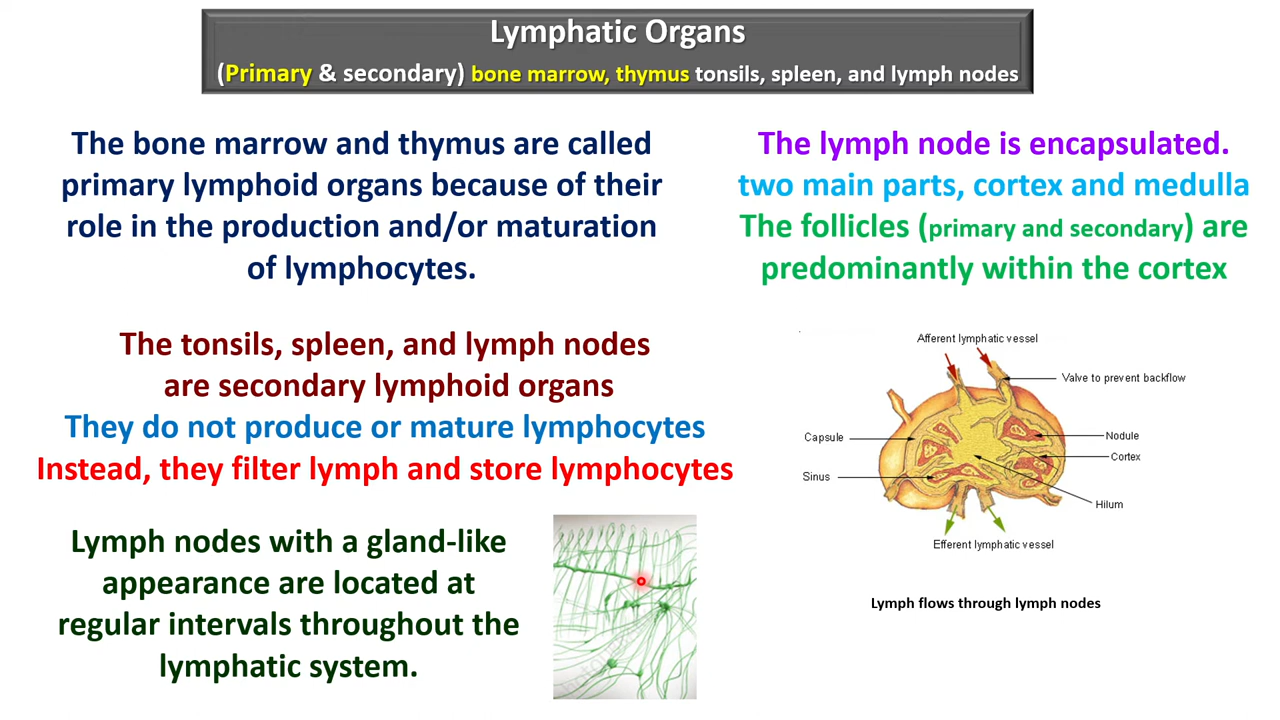 Lymphatic Organs
(Primary & secondary) bone marrow, thymus tonsils, spleen, and lymph nodes
The bone marrow and thymus are called
primary lymphoid organs because of their
role in the production and/or maturation
of lymphocytes.
The tonsils, spleen, and lymph nodes
are secondary lymphoid organs
They do not produce or mature lymphocytes
Instead, they filter lymph and store lymphocytes
Lymph nodes with a gland-like
appearance are located at
regular intervals throughout the
lymphatic system.
The lymph node is encapsulated.
two main parts, cortex and medulla
The follicles (primary and secondary) are
predominantly within the cortex
Afferent lymphatic vessel
Valve to prevent backflow
Capsule
Nodule
Cortex
Sinus
Hilum
Efferent lymphatic vessel
Lymph flows through lymph nodes